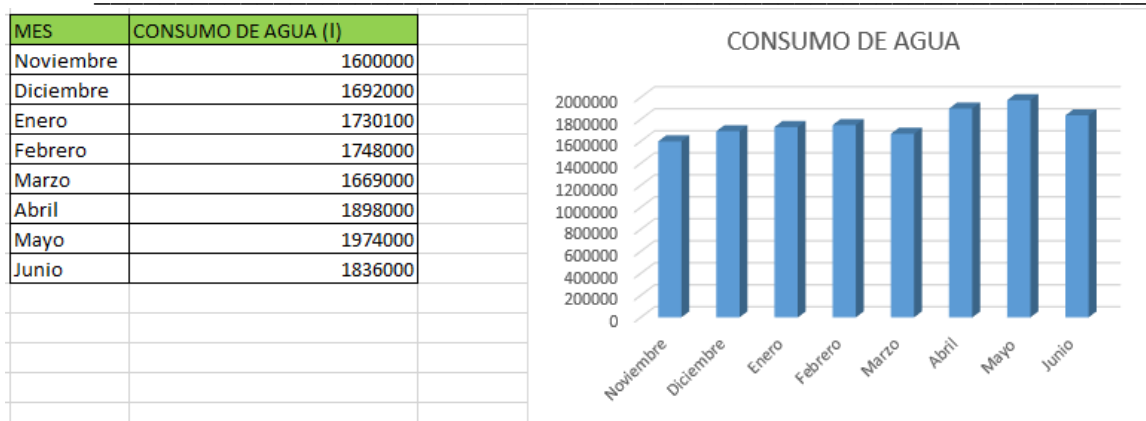 MES CONSUMO DE AGUA (l)
Noviembre 1600000
Diciembre 1692000
Enero 1730100
Febrero 1748000
Marzo 1669000
Abril 1898000
Mayo 1974000
Junio 1836000
CONSUMO DE AGUA
2000000
1800000
1600000
1400000
1200000
1000000
800000
600000
400000
200000
0
Noviembre Diciembre Enero Febrero Marzo Abril Mayo Junio